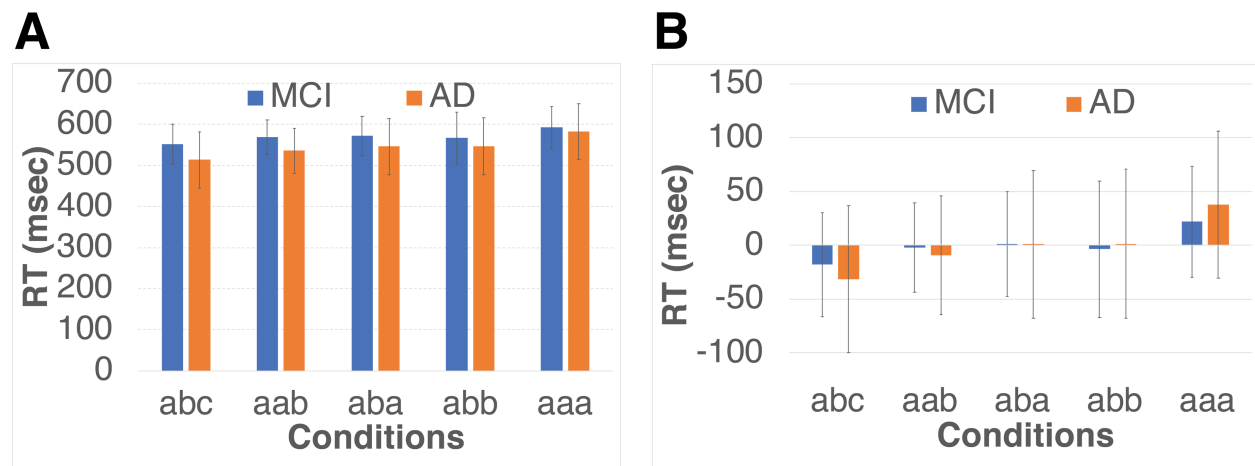 A
700
600
500
400
300
200
100
0
RT (msec)
MCI AD
abc aab aba abb aaa
Conditions
B
150
100
50
0
-50
-100
RT (msec)
MCI AD
abc aab aba abb aaa
Conditions